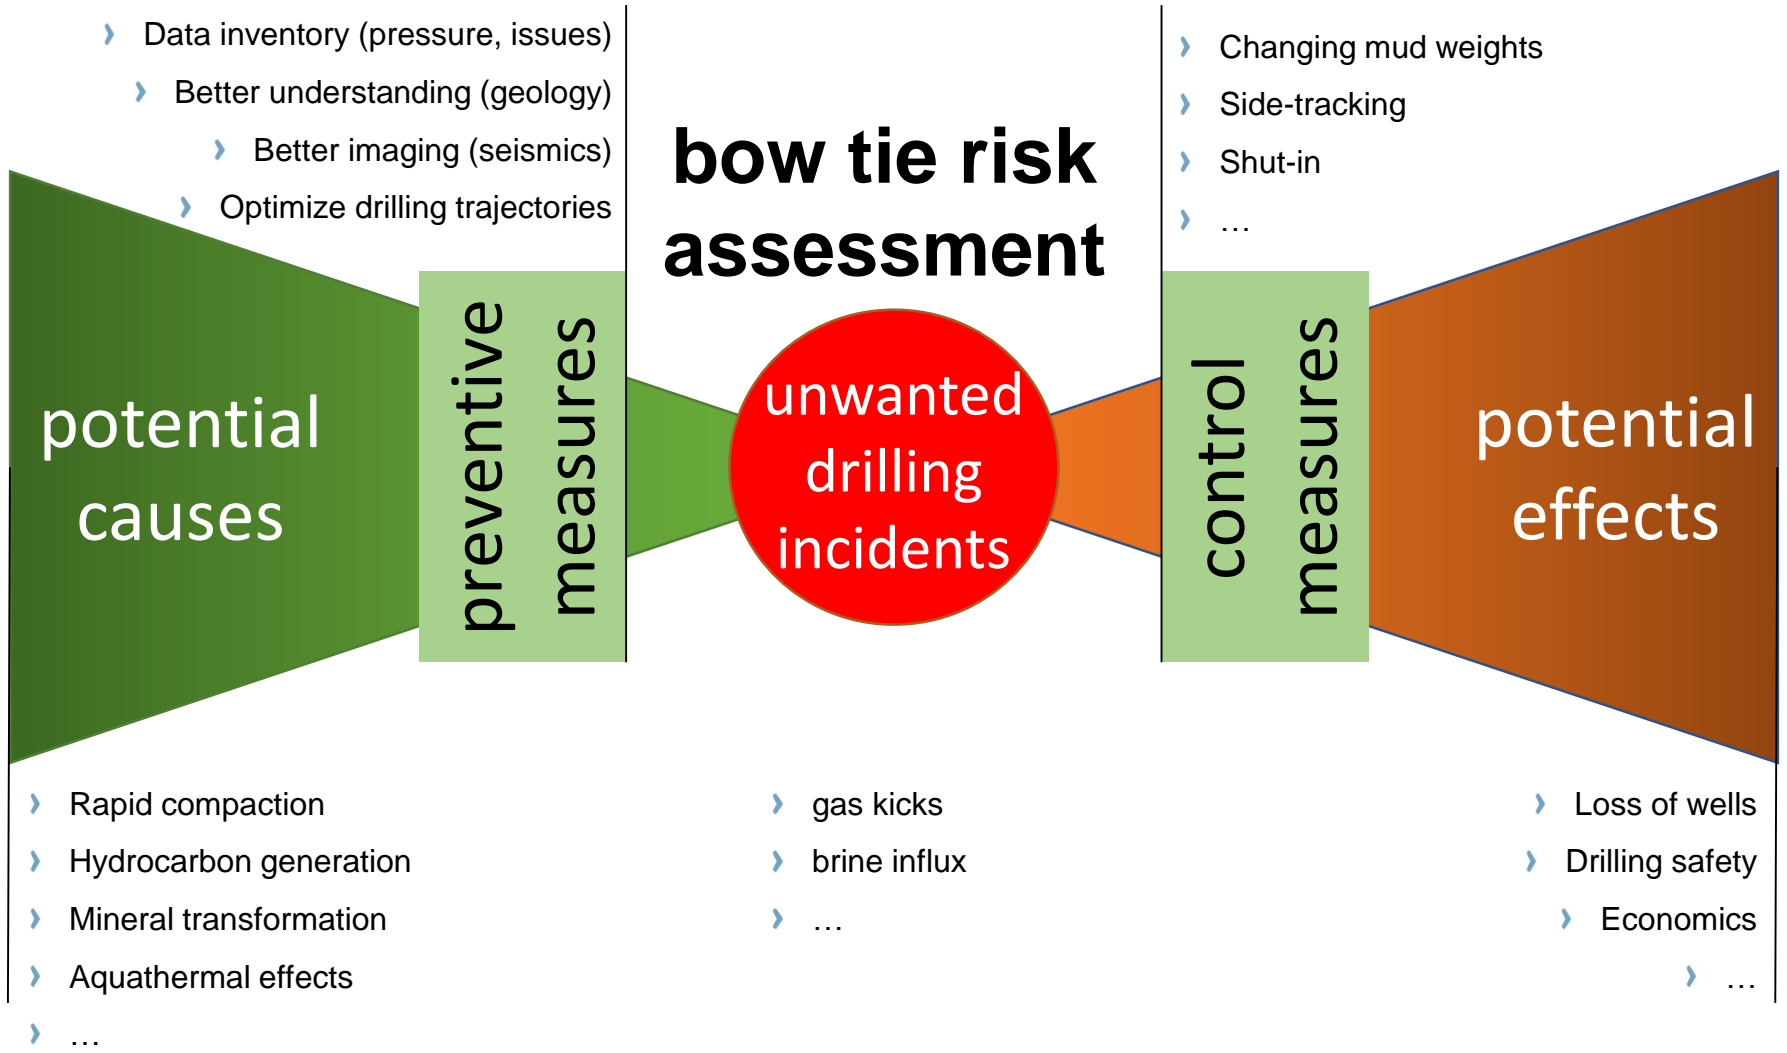 Data inventory (pressure, issues)
Better understanding (geology)
Better imaging (seismics)
Optimize drilling trajectories
bow tie risk
assessment
Changing mud weights
Side-tracking
Shut-in
…
potential
causes
preventive
measures
unwanted
drilling
incidents
control
measures
potential
effects
Rapid compaction
Hydrocarbon generation
Mineral transformation
Aquathermal effects
…
gas kicks
brine influx
…
Loss of wells
Drilling safety
Economics
…